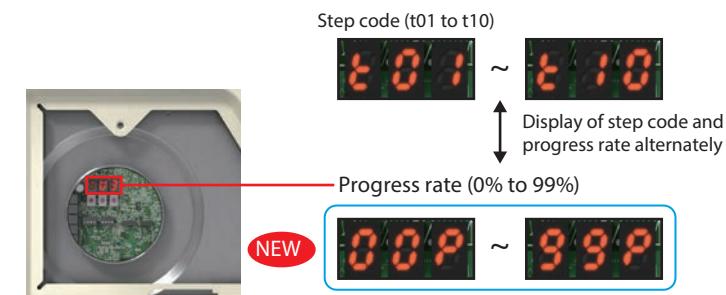 Step code (t01 to t10)
t01 ~ t10
Display of step code and
progress rate alternately
Progress rate (0% to 99%)
NEW
00P ~ 99P